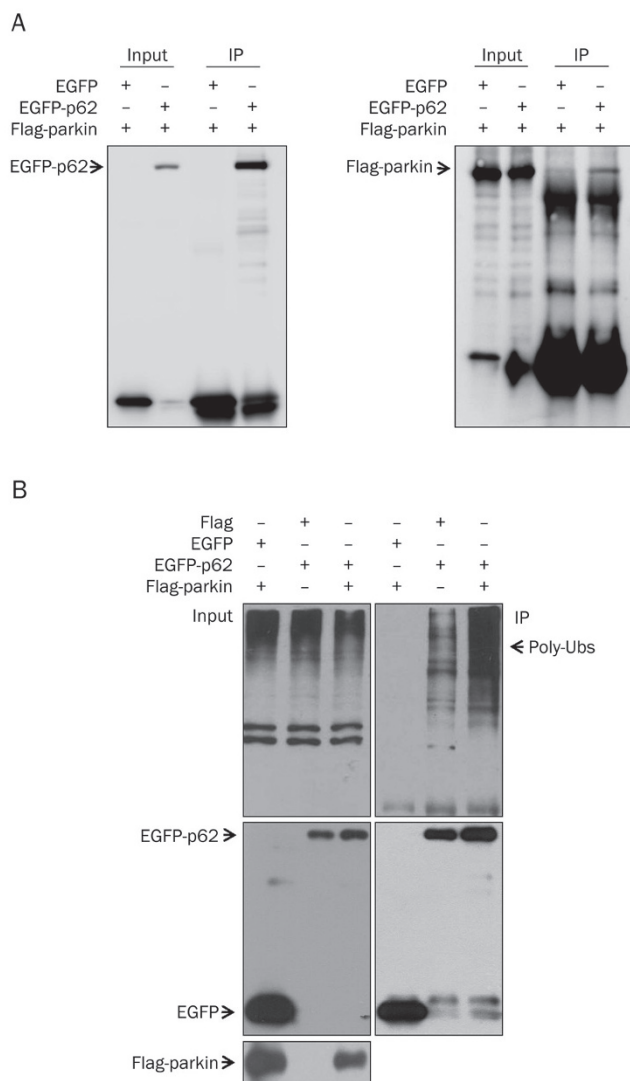 A
Input IP
EGFP + – + –
EGFP-p62 – + – +
Flag-parkin + + + +
EGFP-p62
Input IP
EGFP + – + –
EGFP-p62 – + – +
Flag-parkin + + + +
Flag-parkin
B
Flag – + – – + –
EGFP + – – + – –
EGFP-p62 – + + – + +
Flag-parkin + – + + – +
Input IP
Poly-Ubs
EGFP-p62
EGFP
Flag-parkin